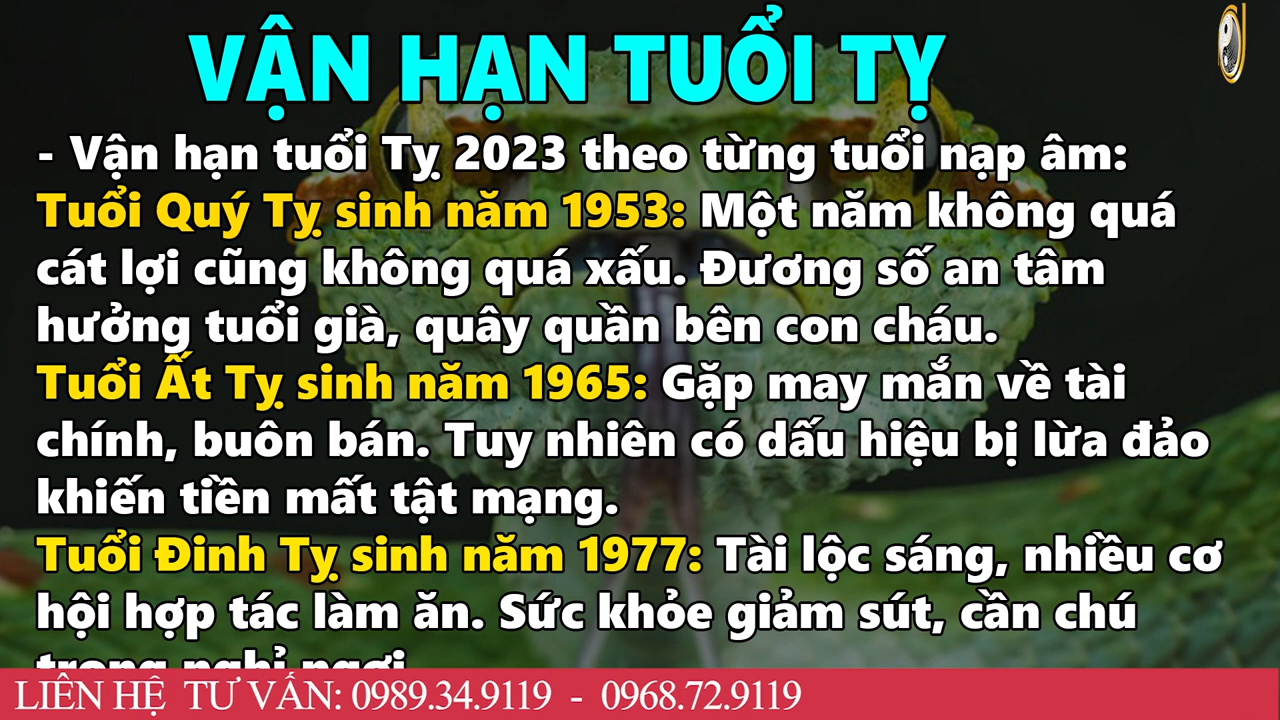 VẬN HẠN TUỔI TỴ
- Vận hạn tuổi Tỵ 2023 theo từng tuổi nạp âm:
Tuổi Quý Tỵ sinh năm 1953: Một năm không quá
cát lợi cũng không quá xấu. Đương số an tâm
hưởng tuổi già, quây quần bên con cháu.
Tuổi Ất Tỵ sinh năm 1965: Gặp may mắn về tài
chính, buôn bán. Tuy nhiên có dấu hiệu bị lừa đảo
khiến tiền mất tật mạng.
Tuổi Đinh Tỵ sinh năm 1977: Tài lộc sáng, nhiều cơ
hội hợp tác làm ăn. Sức khỏe giảm sút, cần chú
trọng nghỉ ngơi
LIÊN HỆ TƯ VẤN: 0989.34.9119 - 0968.72.9119